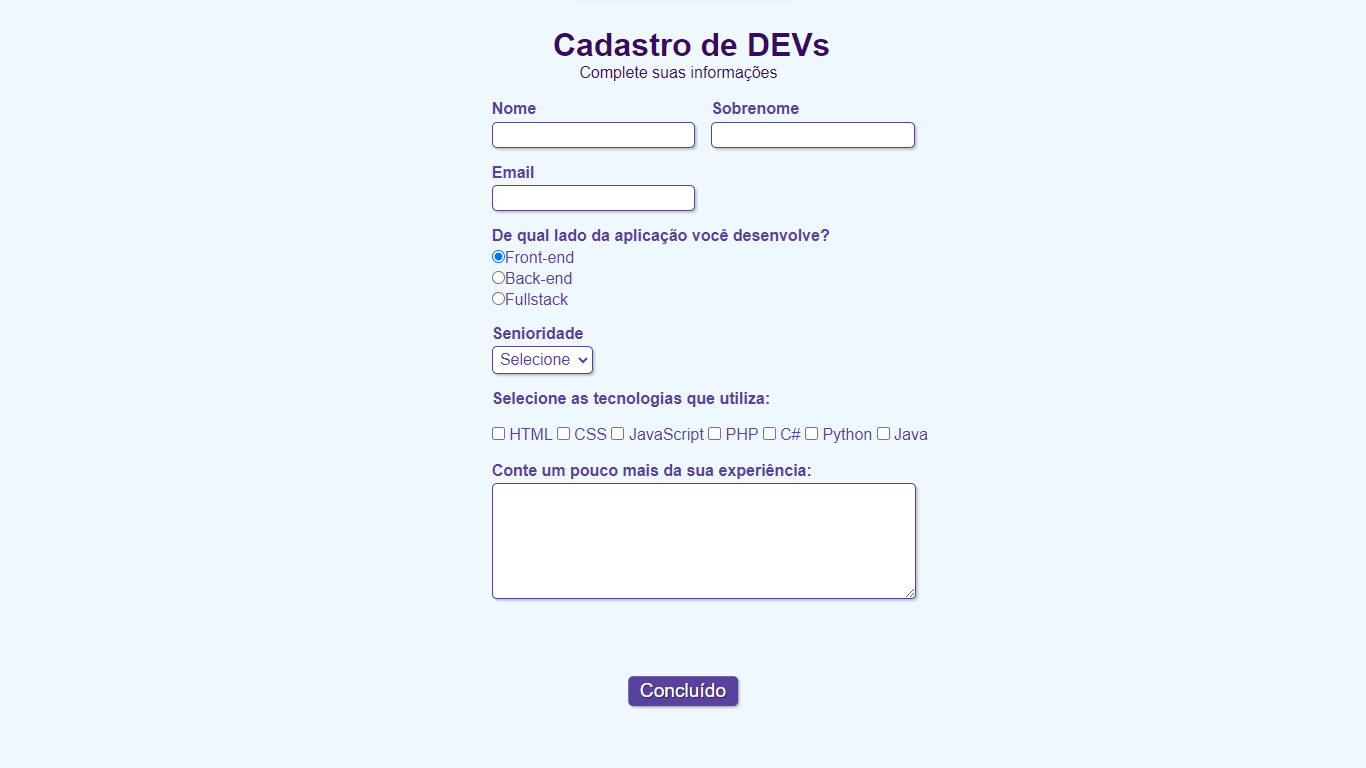 Cadastro de DEVs
Complete suas informações
Nome Sobrenome
Email
De qual lado da aplicação você desenvolve?
Front-end
Back-end
Fullstack
Senioridade
Selecione
Selecione as tecnologias que utiliza:
HTML CSS JavaScript PHP C# Python Java
Conte um pouco mais da sua experiência:
Concluído